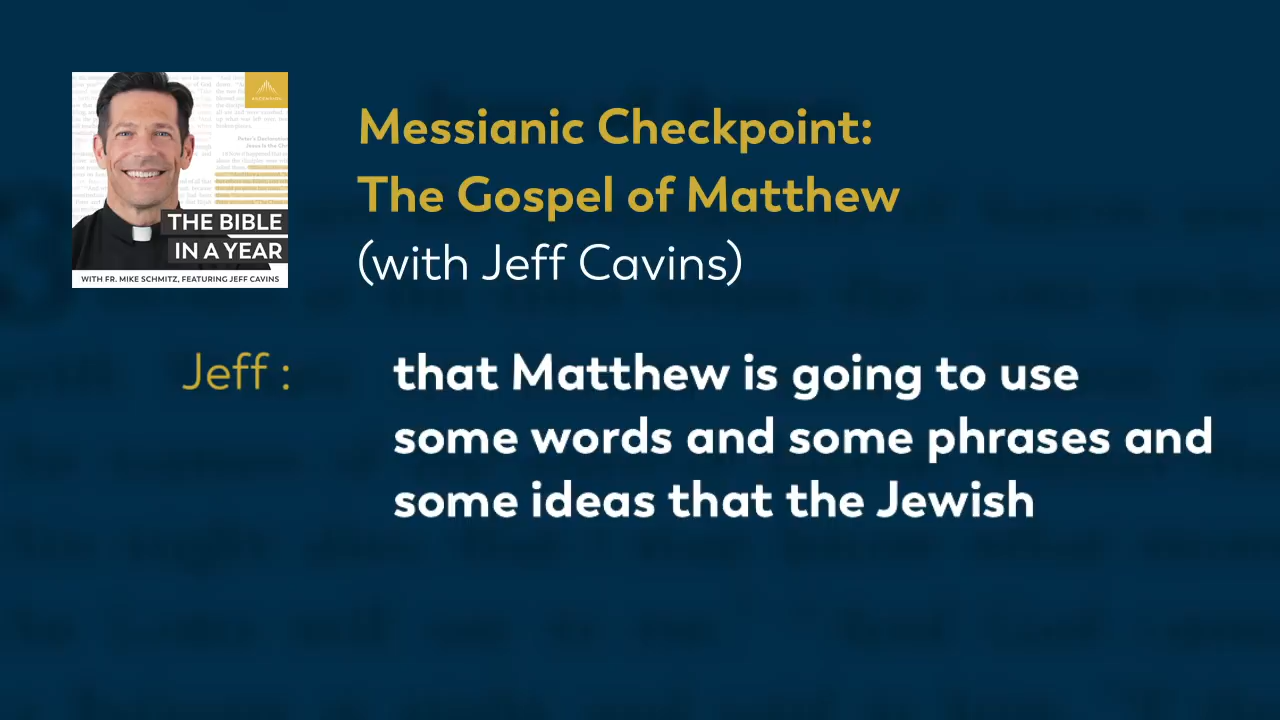 THE BIBLE
IN A YEAR
WITH FR. MIKE SCHMITZ, FEATURING JEFF CAVINS
Messianic Checkpoint:
The Gospel of Matthew
(with Jeff Cavins)
Jeff : that Matthew is going to use
some words and some phrases and
some ideas that the Jewish